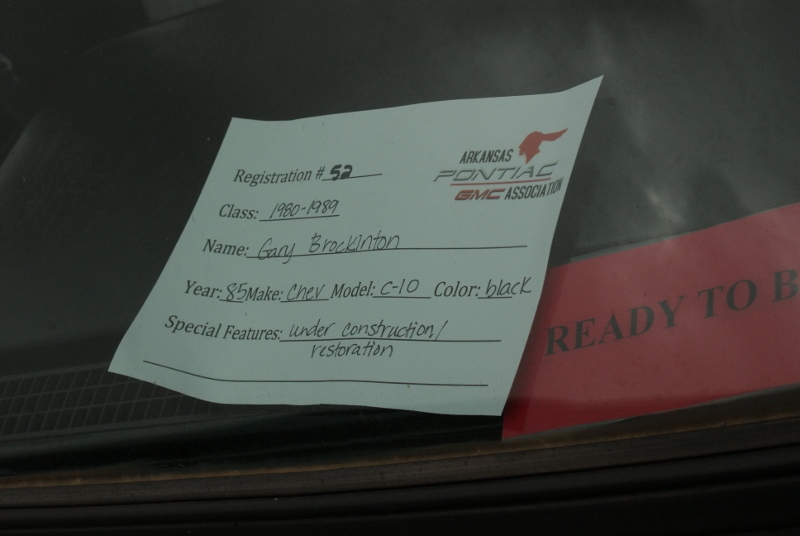 ARKANSAS
PONTIAC
GMC ASSOCIATION
Registration # 52
Class: 1980-1989
Name: Gary Brockinton
Year: 85 Make: Chev Model: C-10 Color: black
Special Features: under construction/
restoration
READY TO B